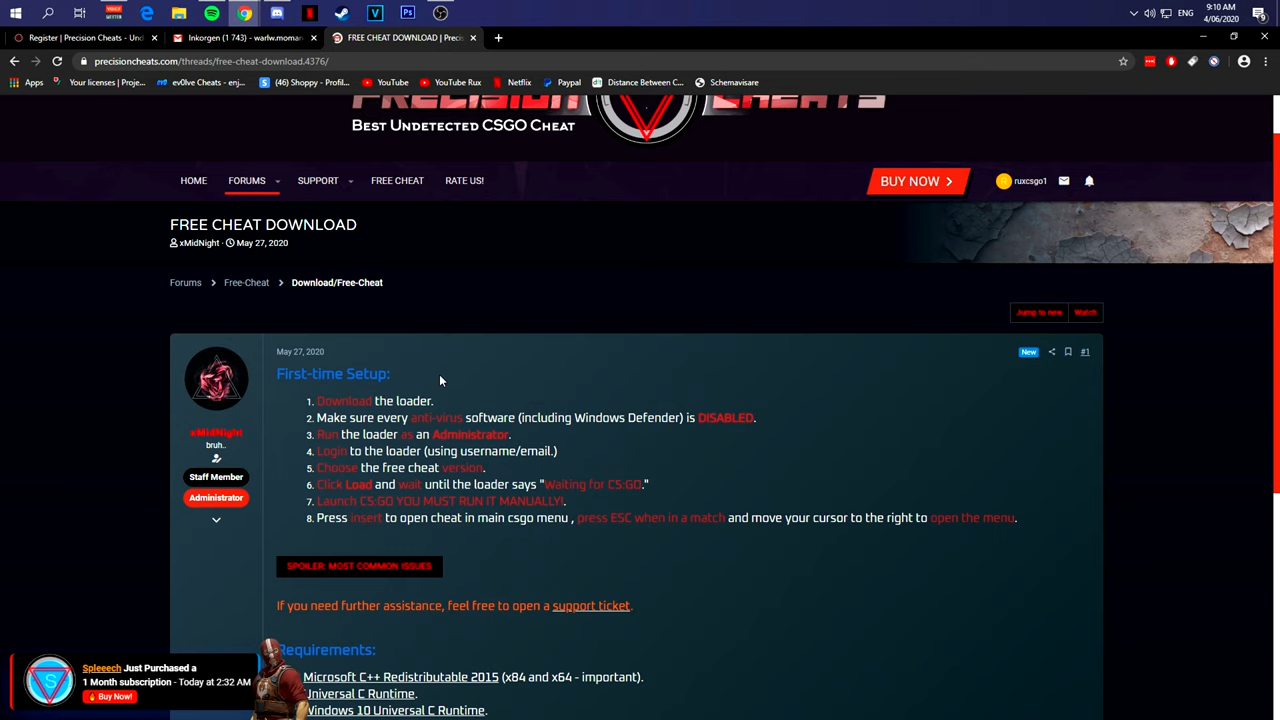 ENG
9:10 AM
4/06/2020
9
Register | Precision Cheats - Und
Inkorgen (1 743) - warlw.moman
FREE CHEAT DOWNLOAD | Precis
precisioncheats.com/threads/free-cheat-download.4376/
Apps
Your licenses | Proje...
ev0lve Cheats - enj...
(46) Shoppy - Profil...
YouTube
YouTube Rux
Netflix
Paypal
Distance Between C...
Schemavisare
PRECISION CHEATS
BEST UNDETECTED CSGO CHEAT
HOME
FORUMS
SUPPORT
FREE CHEAT
RATE US!
BUY NOW
ruxcsgo1
FREE CHEAT DOWNLOAD
xMidNight · May 27, 2020
Forums > Free-Cheat > Download/Free-Cheat
Jump to new
Watch
May 27, 2020
New
#1
First-time Setup:
xMidNight
bruh..
Staff Member
Administrator
1. Download the loader.
2. Make sure every anti-virus software (including Windows Defender) is DISABLED.
3. Run the loader as an Administrator.
4. Login to the loader (using username/email.)
5. Choose the free cheat version.
6. Click Load and wait until the loader says "Waiting for CS:GO."
7. Launch CS:GO YOU MUST RUN IT MANUALLY!.
8. Press insert to open cheat in main csgo menu , press ESC when in a match and move your cursor to the right to open the menu.
SPOILER: MOST COMMON ISSUES
If you need further assistance, feel free to open a support ticket.
Requirements:
Microsoft C++ Redistributable 2015 (x84 and x64 - important).
Universal C Runtime.
Windows 10 Universal C Runtime.
S
Spleeech Just Purchased a
1 Month subscription - Today at 2:32 AM
Buy Now!